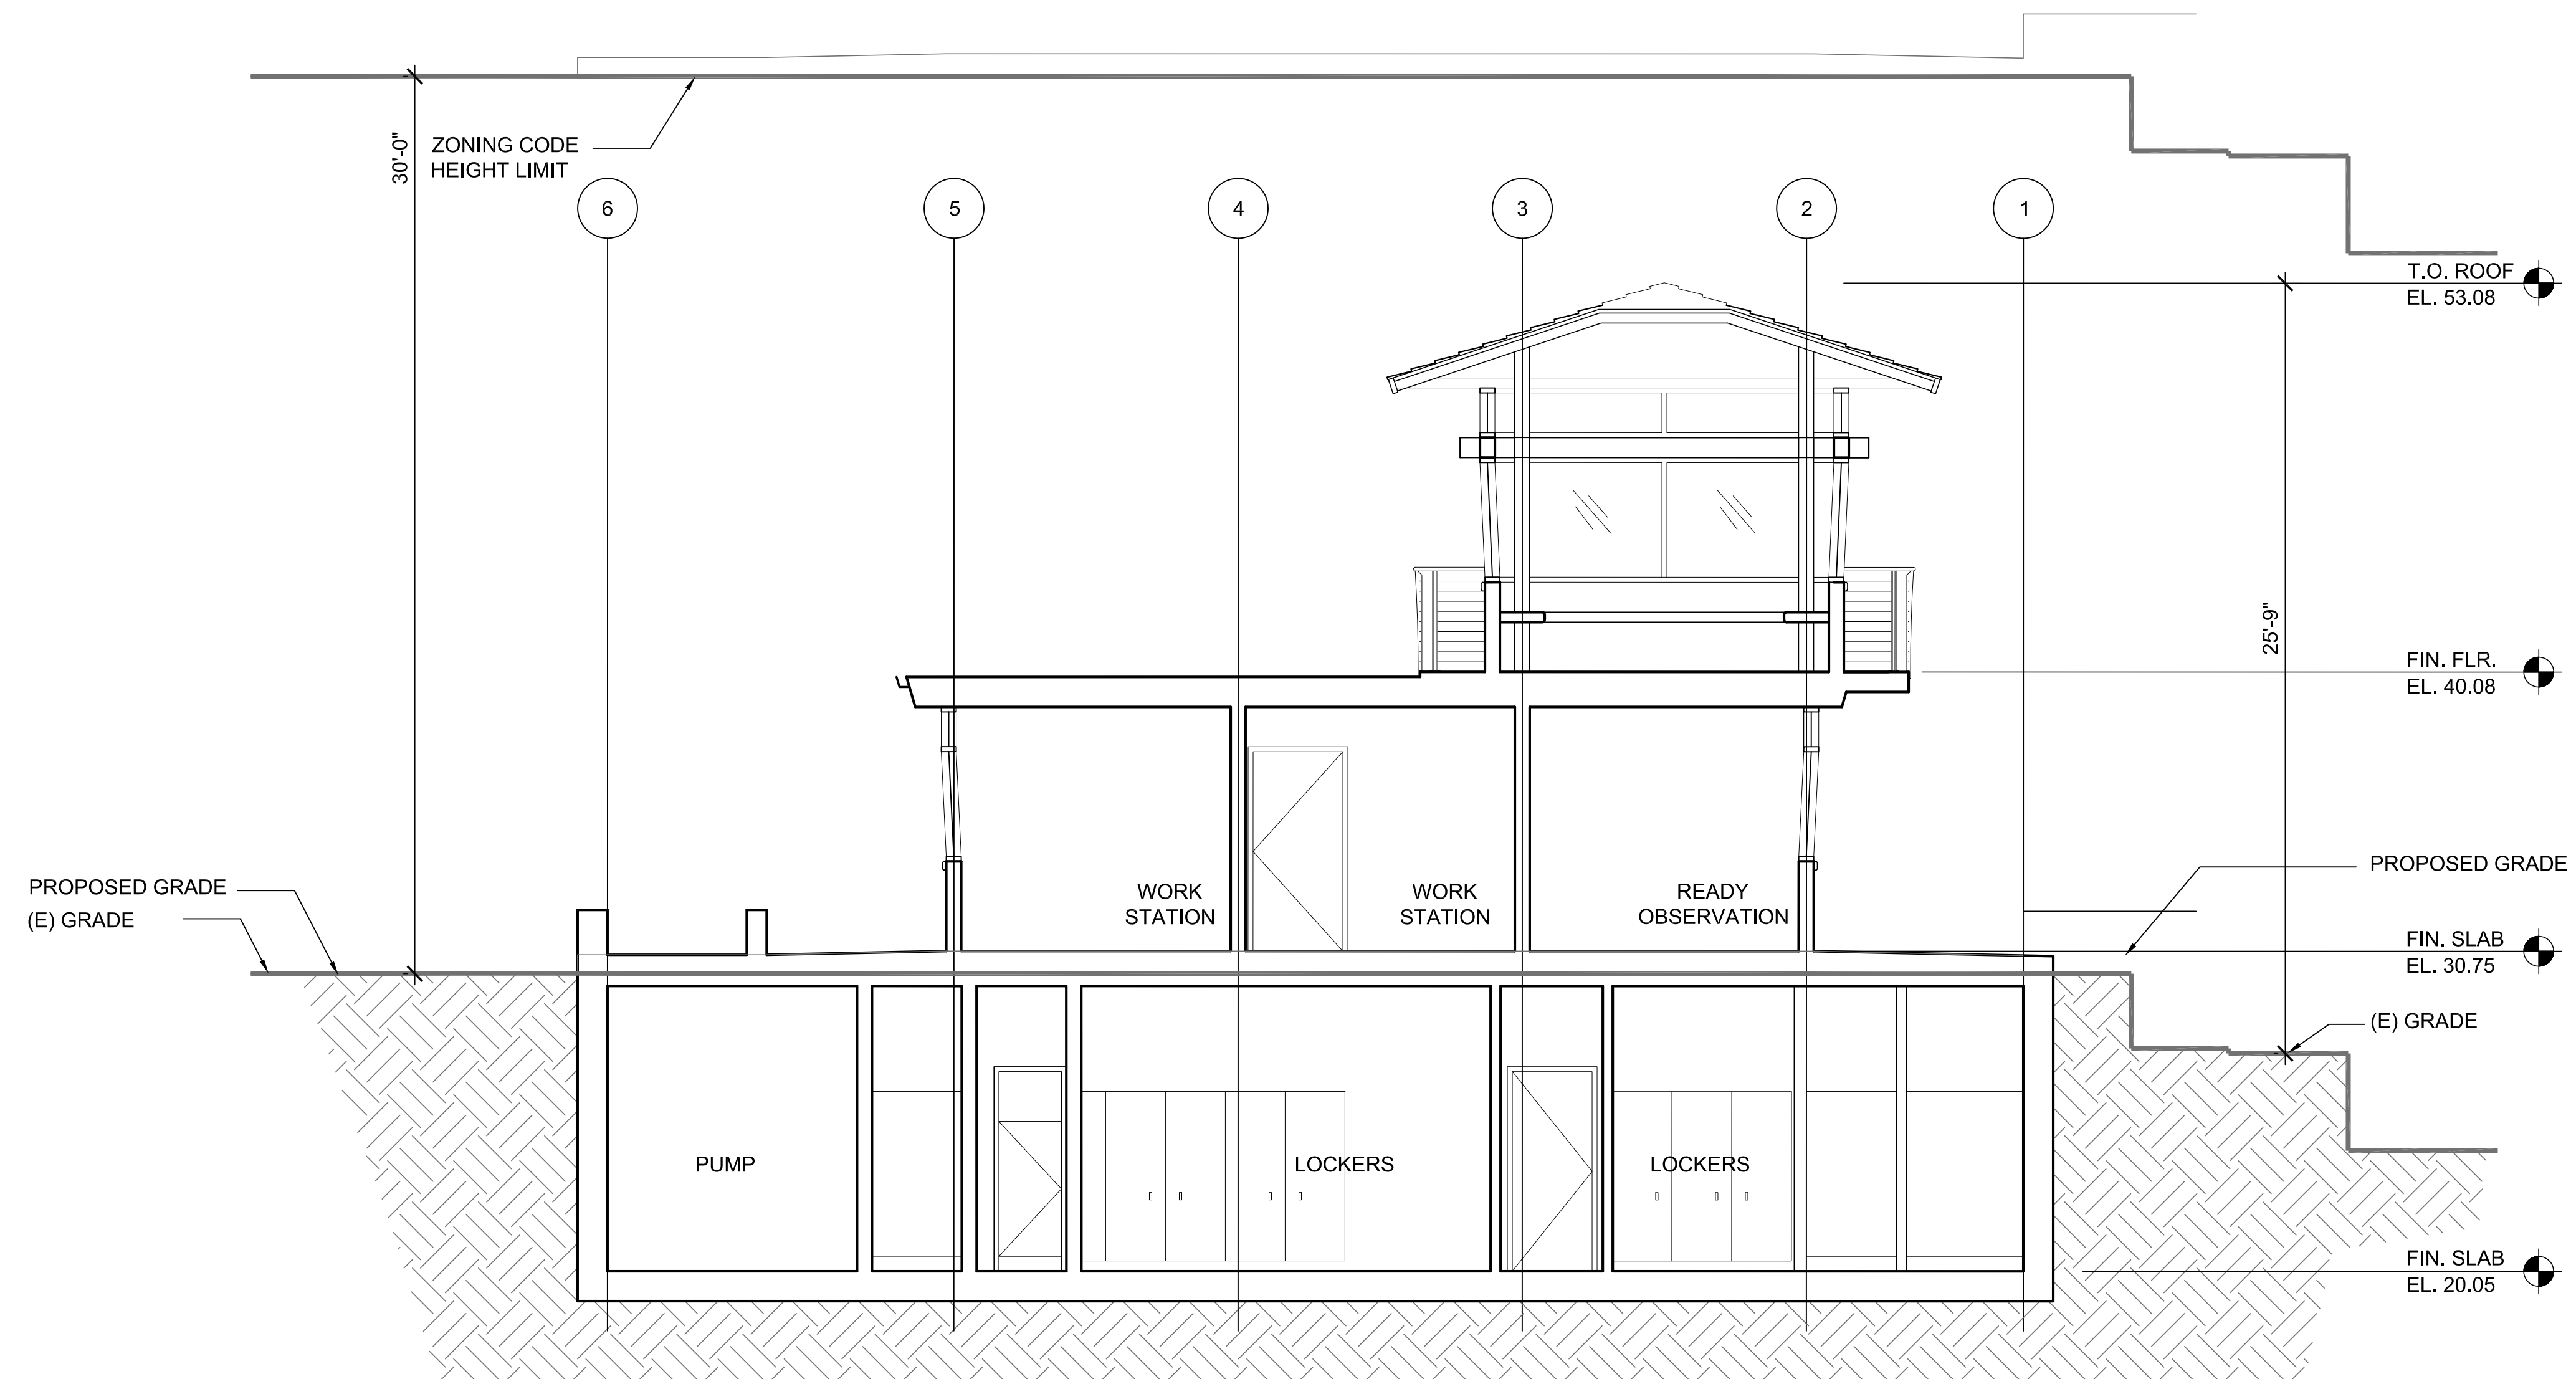 30'-0"
ZONING CODE
HEIGHT LIMIT
6
5
4
3
2
1
T.O. ROOF
EL. 53.08
25'-9"
FIN. FLR.
EL. 40.08
WORK
STATION
WORK
STATION
READY
OBSERVATION
PROPOSED GRADE
(E) GRADE
PROPOSED GRADE
FIN. SLAB
EL. 30.75
(E) GRADE
PUMP
LOCKERS
LOCKERS
FIN. SLAB
EL. 20.05